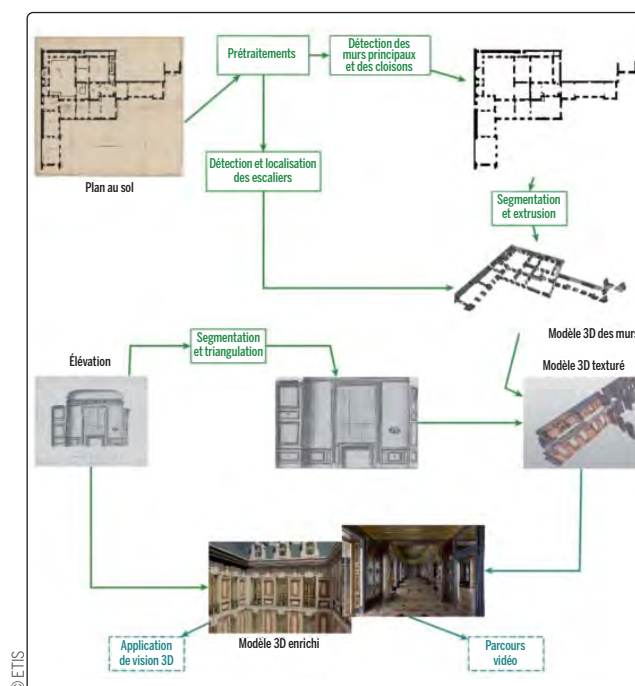 Prétraitements
Détection des
murs principaux
et des cloisons
Plan au sol
Détection et localisation
des escaliers
Segmentation
et extrusion
Modèle 3D des murs
Élévation
Segmentation
et triangulation
Modèle 3D texturé
Modèle 3D enrichi
Application
de vision 3D
Parcours
vidéo
© ETIS